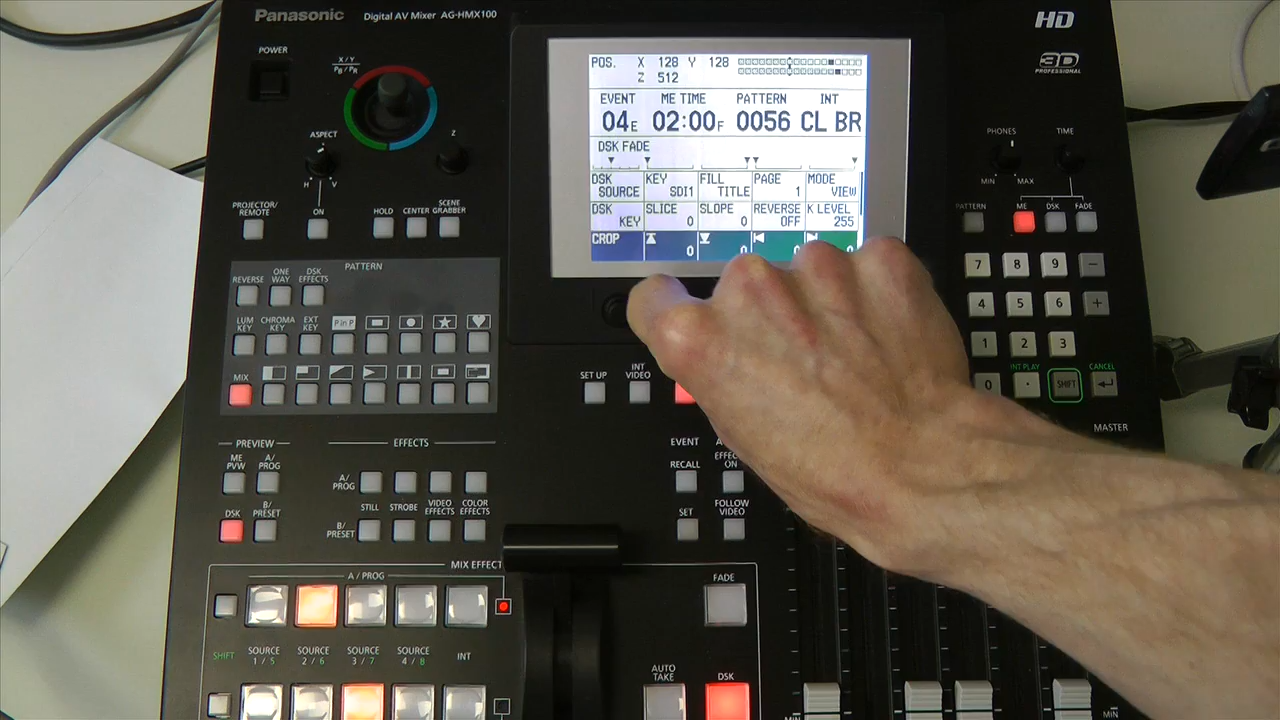 Panasonic Digital AV Mixer AG-HMX100
HD
3D
PROFESSIONAL
POWER
X / Y
PB / PR
ASPECT
H V
Z
PROJECTOR/
REMOTE
ON
HOLD
CENTER
SCENE
GRABBER
POS. X 128 Y 128
Z 512
EVENT ME TIME PATTERN INT
04E 02:00F 0056 CL BR
DSK FADE
DSK SOURCE
KEY SDI1
FILL TITLE
PAGE 1
MODE VIEW
DSK KEY
SLICE 0
SLOPE 0
REVERSE OFF
K LEVEL 255
CROP 0 0 0
PHONES
TIME
MIN MAX
PATTERN
ME
DSK
FADE
7 8 9 −
4 5 6 +
1 2 3
INT PLAY
CANCEL
0 . SHIFT
MASTER
PATTERN
REVERSE
ONE
WAY
DSK
EFFECTS
LUM
KEY
CHROMA
KEY
EXT
KEY
P in P
MIX
SET UP
INT
VIDEO
PREVIEW
ME
PVW
A/
PROG
DSK
B/
PRESET
EFFECTS
A/
PROG
STILL
STROBE
VIDEO
EFFECTS
COLOR
EFFECTS
B/
PRESET
EVENT
RECALL
ON
SET
FOLLOW
VIDEO
MIX EFFECT
A / PROG
SHIFT
SOURCE
1 / 5
SOURCE
2 / 6
SOURCE
3 / 7
SOURCE
4 / 8
INT
FADE
AUTO
TAKE
DSK
MIN
MIN